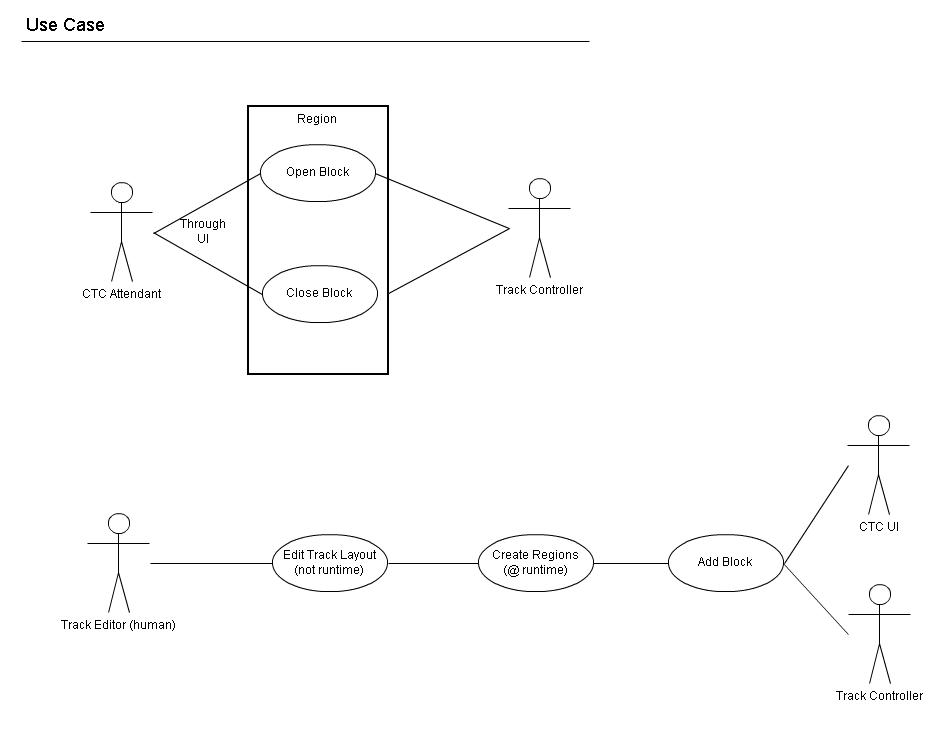 Use Case
Region
Open Block
Through
UI
CTC Attendant
Close Block
Track Controller
CTC UI
Edit Track Layout
(not runtime)
Create Regions
(@ runtime)
Add Block
Track Editor (human)
Track Controller